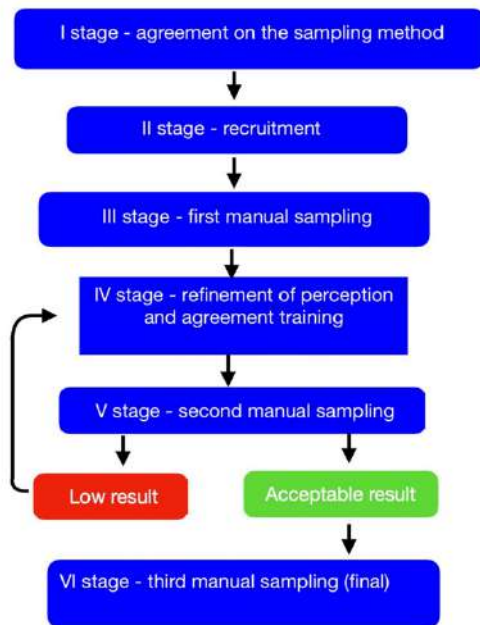 I stage - agreement on the sampling method
II stage - recruitment
III stage - first manual sampling
IV stage - refinement of perception
and agreement training
V stage - second manual sampling
Low result
Acceptable result
VI stage - third manual sampling (final)